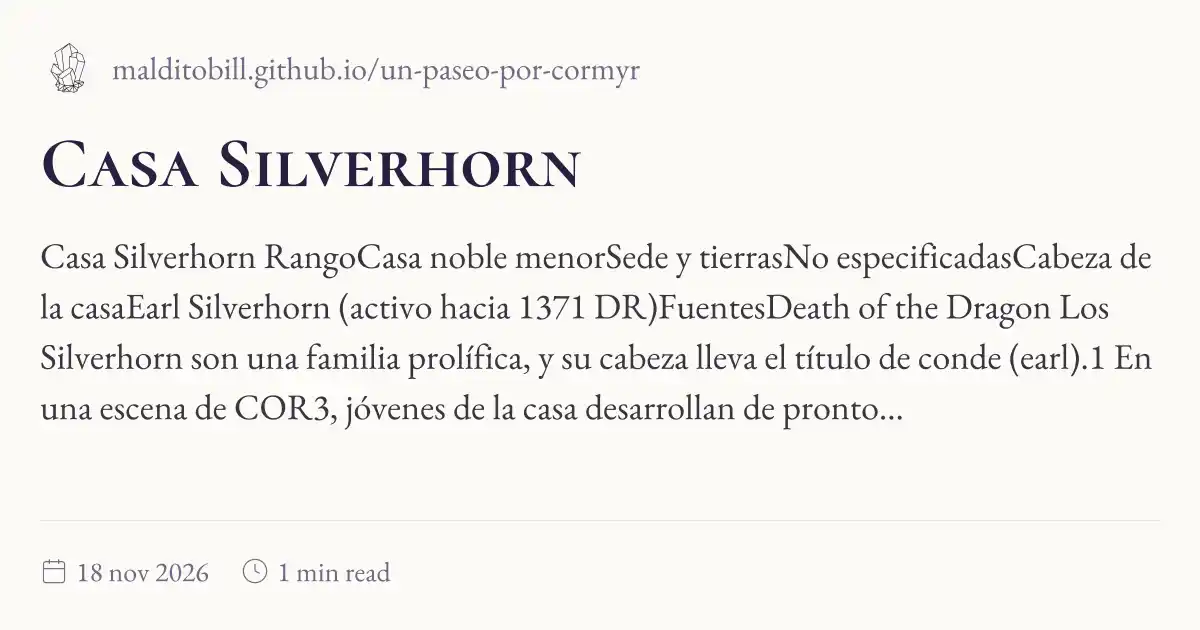 malditobill.github.io/un-paseo-por-cormyr
Casa Silverhorn
Casa Silverhorn RangoCasa noble menorSede y tierrasNo especificadasCabeza de
la casaEarl Silverhorn (activo hacia 1371 DR)FuentesDeath of the Dragon Los
Silverhorn son una familia prolífica, y su cabeza lleva el título de conde (earl).1 En
una escena de COR3, jóvenes de la casa desarrollan de pronto...
18 nov 2026 1 min read